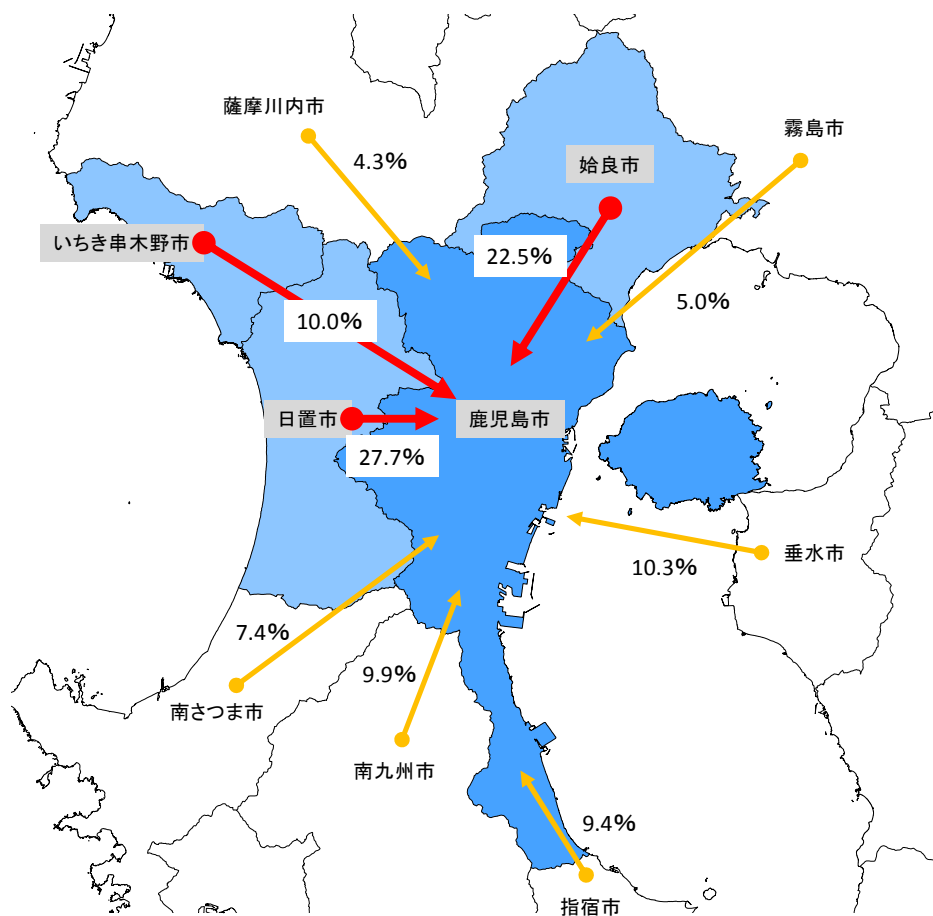 薩摩川内市
4.3%
霧島市
姶良市
いちき串木野市
22.5%
5.0%
10.0%
日置市
鹿児島市
27.7%
垂水市
10.3%
7.4%
9.9%
南さつま市
南九州市
9.4%
指宿市